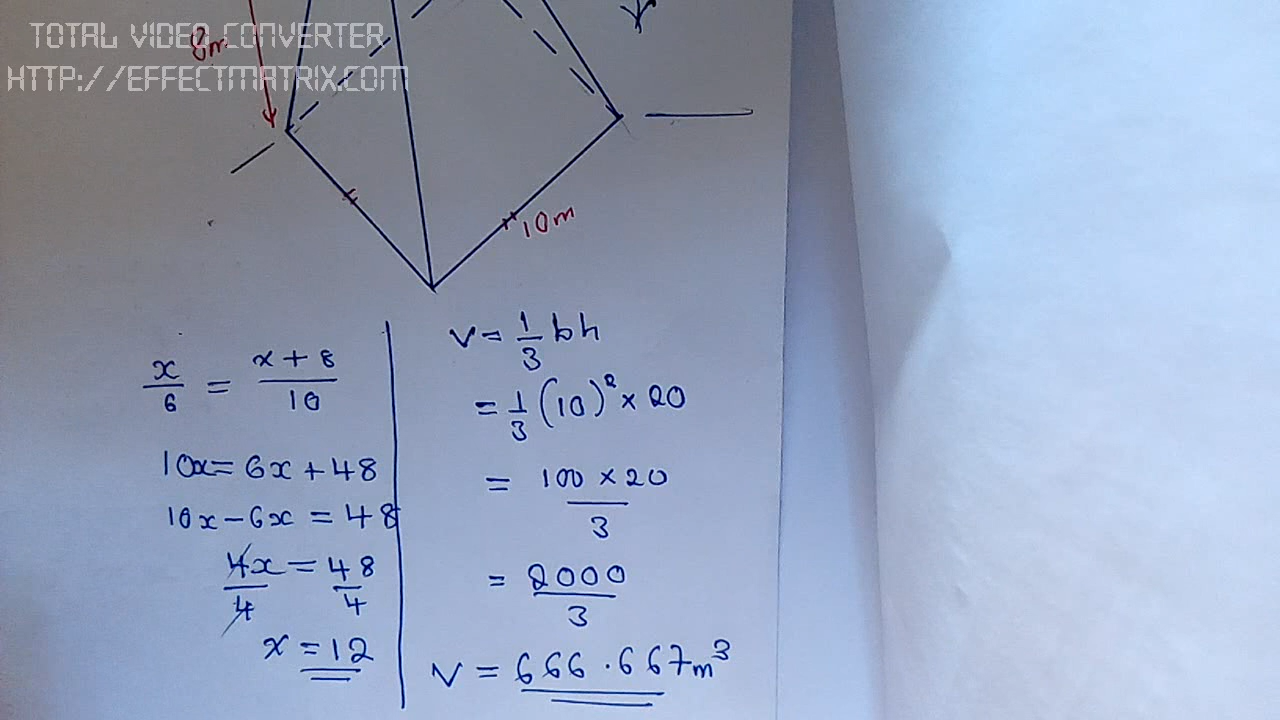 TOTAL VIDEO CONVERTER
HTTP://EFFECTMATRIX.COM
8m
10m
x/6 = (x + 8)/10
10x = 6x + 48
10x - 6x = 48
4x/4 = 48/4
x = 12
V = 1/3 bh
= 1/3 (10)² × 20
= (100 × 20)/3
= 2000/3
V = 666.667m³